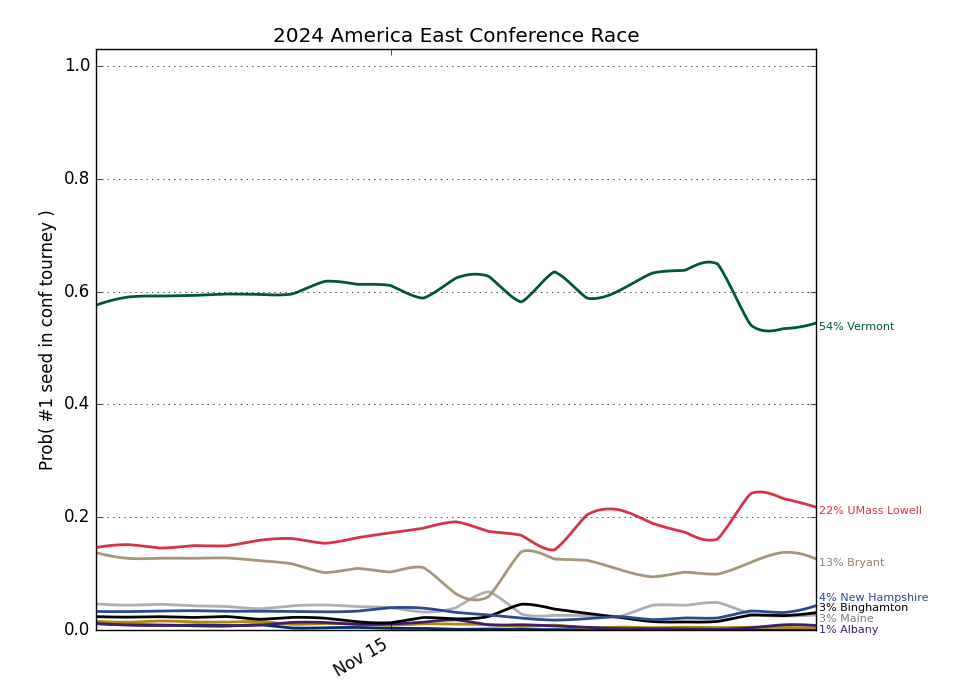 2024 America East Conference Race
Prob( #1 seed in conf tourney )
1.0
0.8
0.6
0.4
0.2
0.0
Nov 15
54% Vermont
22% UMass Lowell
13% Bryant
4% New Hampshire
3% Binghamton
3% Maine
1% Albany